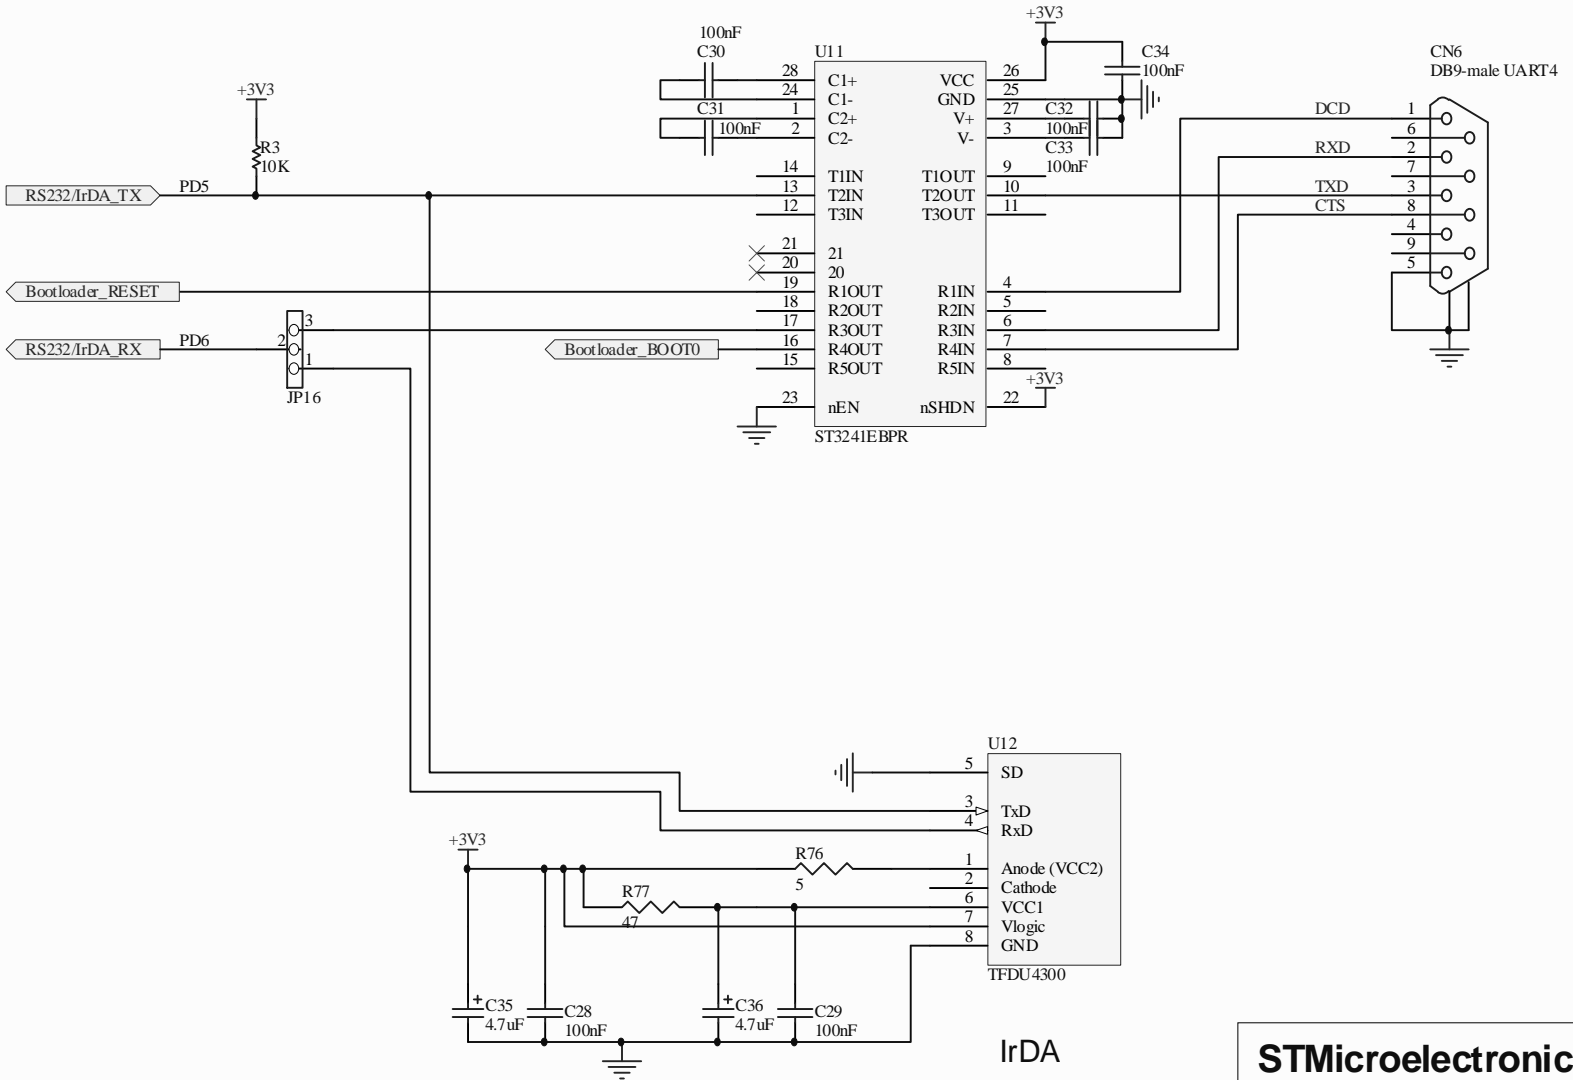 100nF
C30
+3V3
R3
10K
RS232/IrDA_TX
PD5
Bootloader_RESET
RS232/IrDA_RX
PD6
3
2
1
JP16
Bootloader_BOOT0
C31
100nF
U11
28 C1+ VCC 26
24 C1- GND 25
1 C2+ V+ 27
2 C2- V- 3
14 T1IN T1OUT 9
13 T2IN T2OUT 10
12 T3IN T3OUT 11
21 21
20 20
19 R1OUT R1IN 4
18 R2OUT R2IN 5
17 R3OUT R3IN 6
16 R4OUT R4IN 7
15 R5OUT R5IN 8
23 nEN nSHDN 22
ST3241EBPR
+3V3
+3V3
C34
100nF
C32
100nF
C33
100nF
CN6
DB9-male UART4
DCD 1
6
RXD 2
7
TXD 3
CTS 8
4
9
5
U12
5 SD
3 TxD
4 RxD
1 Anode (VCC2)
2 Cathode
6 VCC1
7 Vlogic
8 GND
TFDU4300
+3V3
R76
5
R77
47
+ C35
4.7uF
C28
100nF
+ C36
4.7uF
C29
100nF
IrDA
STMicroelectronic